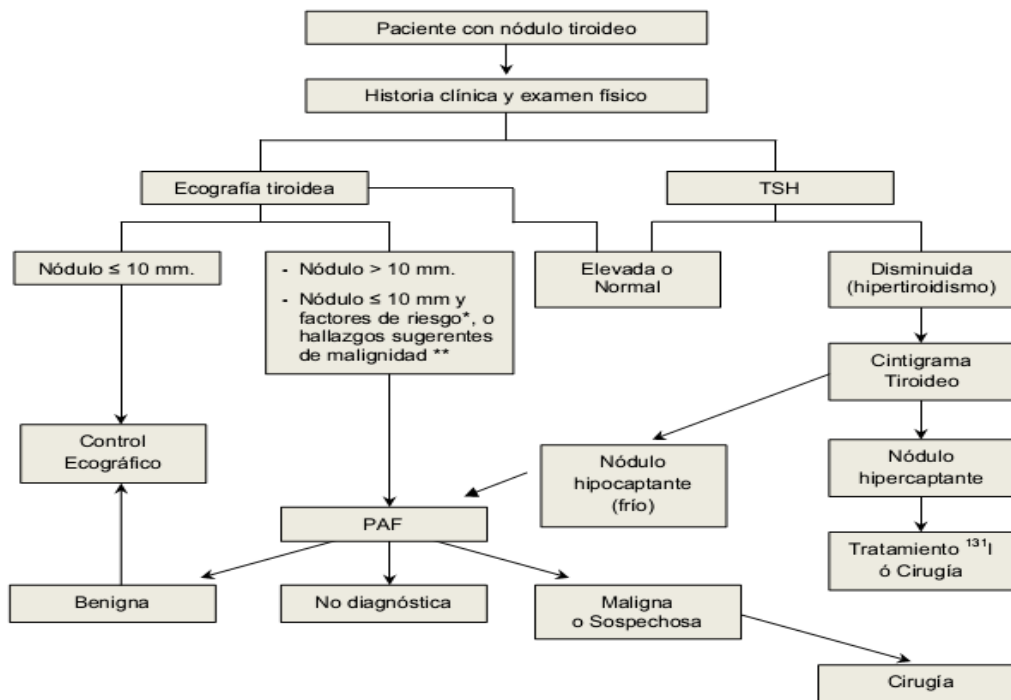 Paciente con nódulo tiroideo
Historia clínica y examen físico
Ecografía tiroidea
TSH
Nódulo ≤ 10 mm.
- Nódulo > 10 mm.
- Nódulo ≤ 10 mm y
factores de riesgo*, o
hallazgos sugerentes
de malignidad **
Elevada o
Normal
Disminuida
(hipertiroidismo)
Cintigrama
Tiroideo
Control
Ecográfico
Nódulo
hipocaptante
(frío)
Nódulo
hipercaptante
PAF
Tratamiento ¹³¹I
ó Cirugía
Benigna
No diagnóstica
Maligna
o Sospechosa
Cirugía